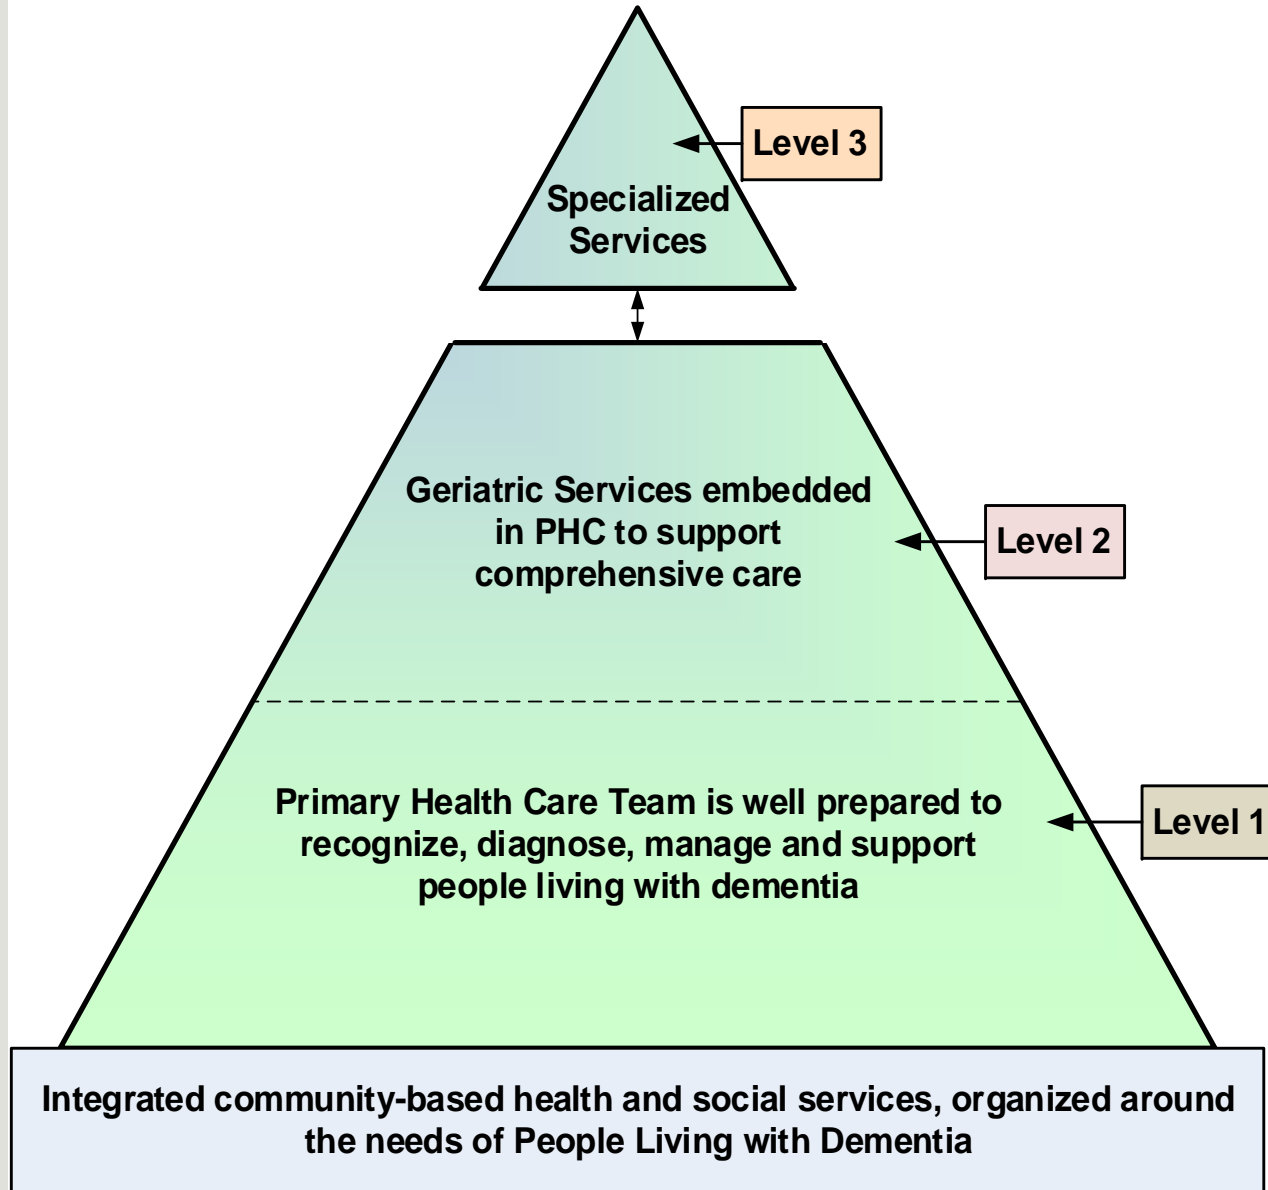 Level 3
Specialized
Services
Geriatric Services embedded
in PHC to support
comprehensive care
Level 2
Primary Health Care Team is well prepared to
recognize, diagnose, manage and support
people living with dementia
Level 1
Integrated community-based health and social services, organized around
the needs of People Living with Dementia